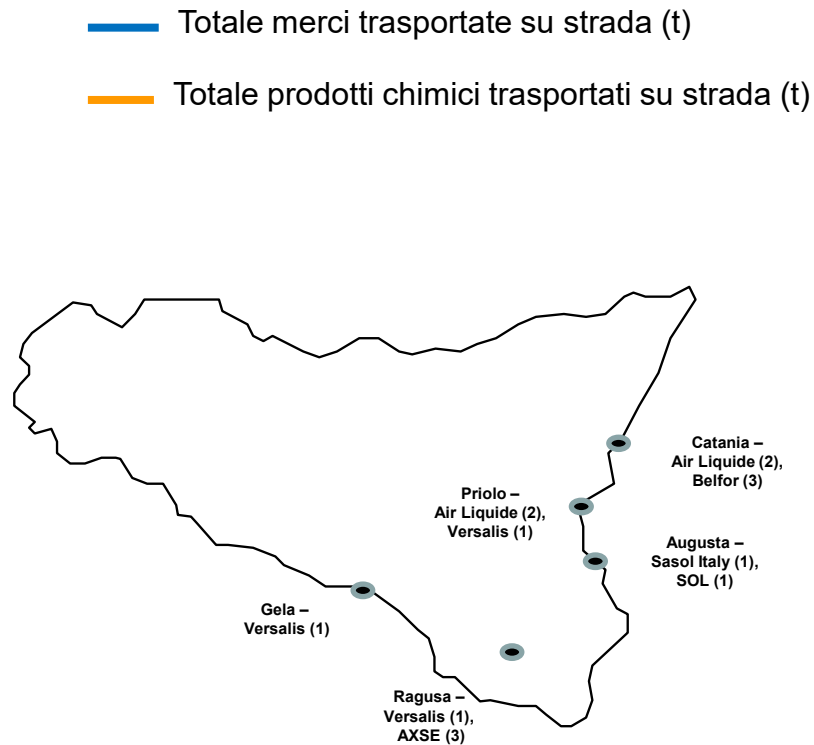 Totale merci trasportate su strada (t)
Totale prodotti chimici trasportati su strada (t)
Catania –
Air Liquide (2),
Belfor (3)
Priolo –
Air Liquide (2),
Versalis (1)
Augusta –
Sasol Italy (1),
SOL (1)
Gela –
Versalis (1)
Ragusa –
Versalis (1),
AXSE (3)